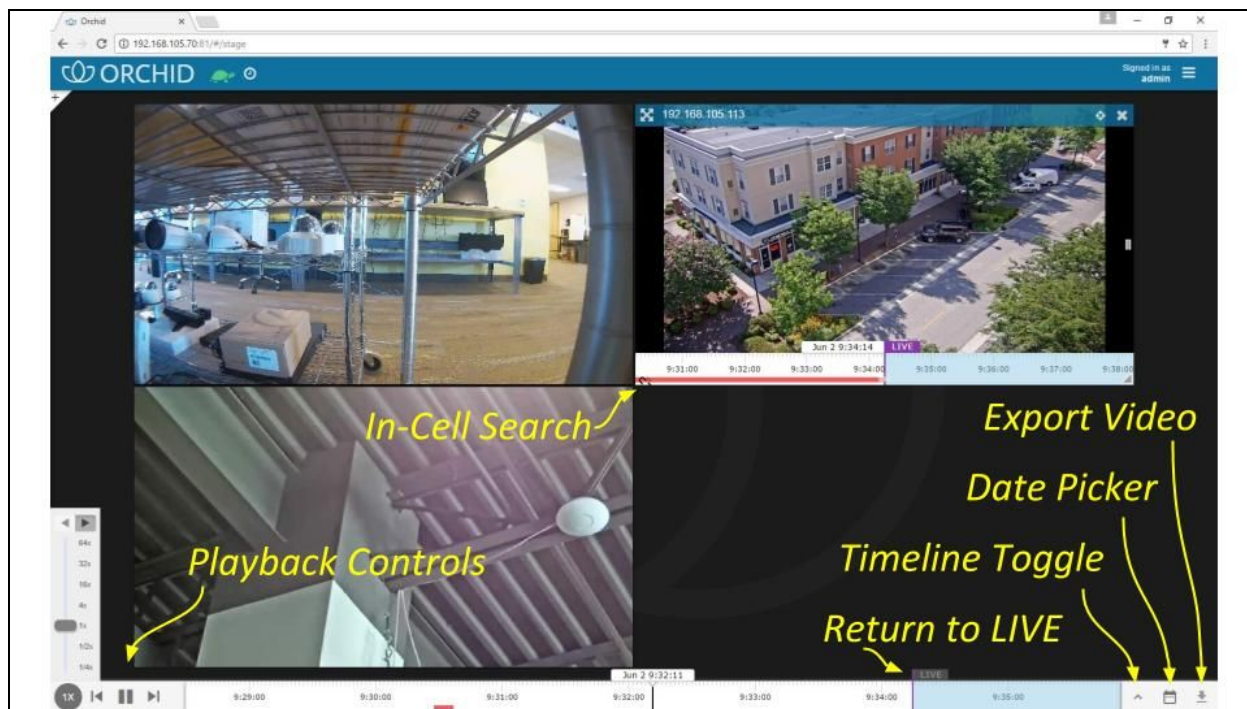 Orchid
192.168.105.70:81/#/stage
ORCHID
Signed in as
admin
192.168.105.113
Jun 2 9:34:14
LIVE
9:31:00 9:32:00 9:33:00 9:34:00 9:35:00 9:36:00 9:37:00 9:38:00
In-Cell Search
Export Video
Date Picker
Timeline Toggle
Return to LIVE
Playback Controls
64x
32x
16x
4x
1x
1/2x
1/4x
Jun 2 9:32:11
LIVE
1X
9:29:00 9:30:00 9:31:00 9:32:00 9:33:00 9:34:00 9:35:00